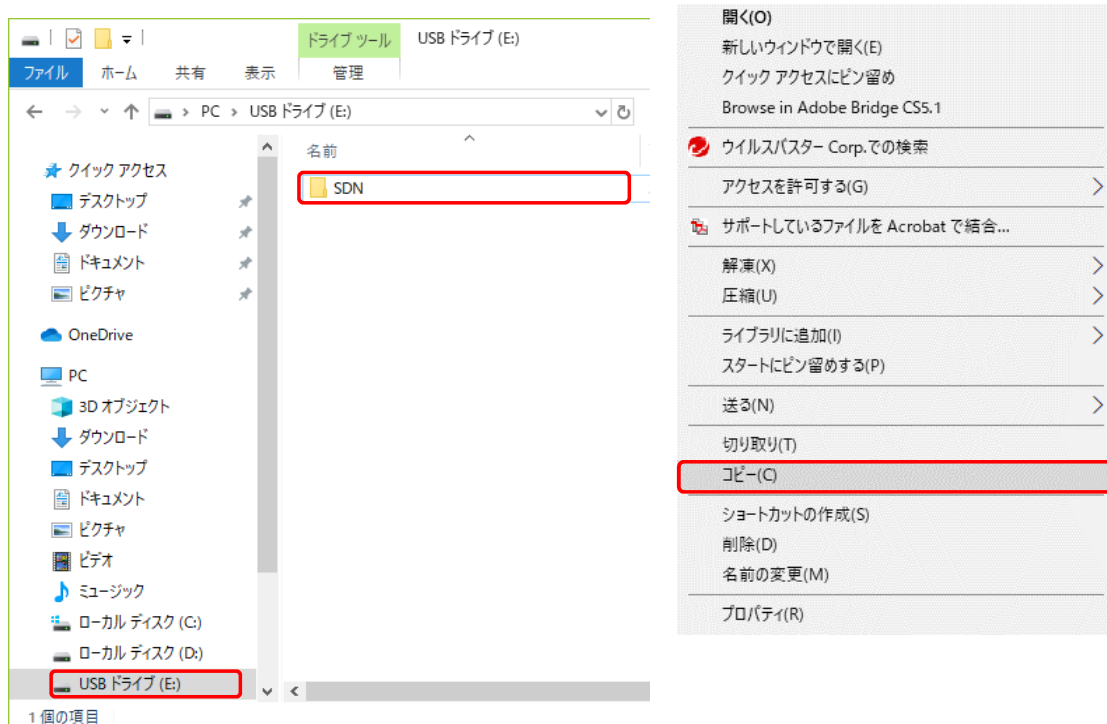 ドライブ ツール
USB ドライブ (E:)
ファイル
ホーム
共有
表示
管理
PC › USB ドライブ (E:)
名前
クイック アクセス
SDN
デスクトップ
ダウンロード
ドキュメント
ピクチャ
OneDrive
PC
3D オブジェクト
ダウンロード
デスクトップ
ドキュメント
ピクチャ
ビデオ
ミュージック
ローカル ディスク (C:)
ローカル ディスク (D:)
USB ドライブ (E:)
1 個の項目
開く(O)
新しいウィンドウで開く(E)
クイック アクセスにピン留め
Browse in Adobe Bridge CS5.1
ウイルスバスター Corp.での検索
アクセスを許可する(G)
サポートしているファイルを Acrobat で結合...
解凍(X)
圧縮(U)
ライブラリに追加(I)
スタートにピン留めする(P)
送る(N)
切り取り(T)
コピー(C)
ショートカットの作成(S)
削除(D)
名前の変更(M)
プロパティ(R)